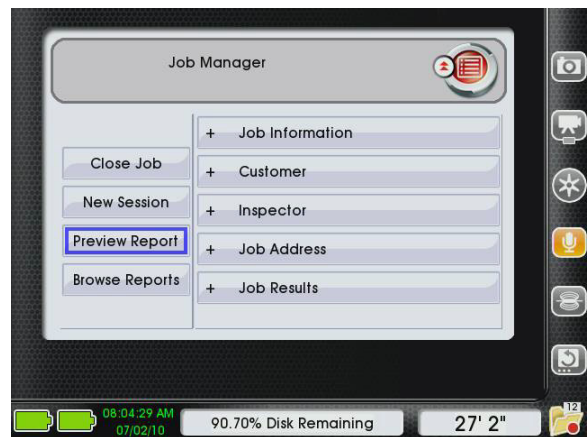 Job Manager
+ Job Information
Close Job
+ Customer
New Session
+ Inspector
Preview Report
+ Job Address
Browse Reports
+ Job Results
08:04:29 AM
07/02/10
90.70% Disk Remaining
27' 2"
12